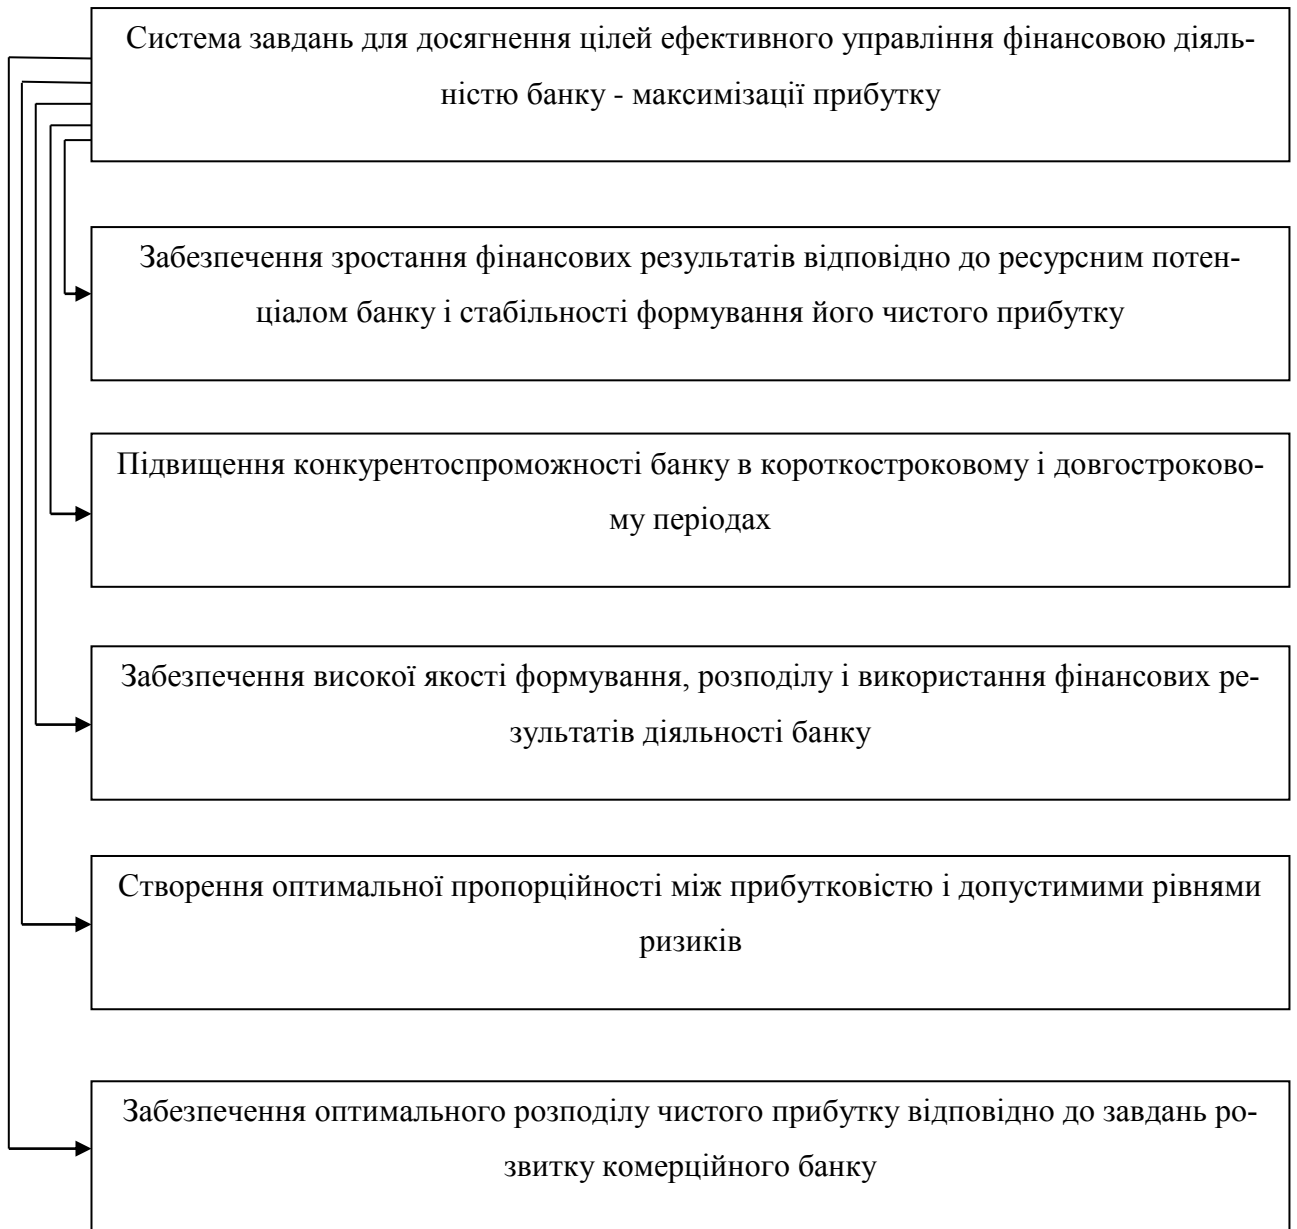 Система завдань для досягнення цілей ефективного управління фінансовою діяль-
ністю банку - максимізації прибутку
Забезпечення зростання фінансових результатів відповідно до ресурсним потен-
ціалом банку і стабільності формування його чистого прибутку
Підвищення конкурентоспроможності банку в короткостроковому і довгостроково-
му періодах
Забезпечення високої якості формування, розподілу і використання фінансових ре-
зультатів діяльності банку
Створення оптимальної пропорційності між прибутковістю і допустимими рівнями
ризиків
Забезпечення оптимального розподілу чистого прибутку відповідно до завдань ро-
звитку комерційного банку